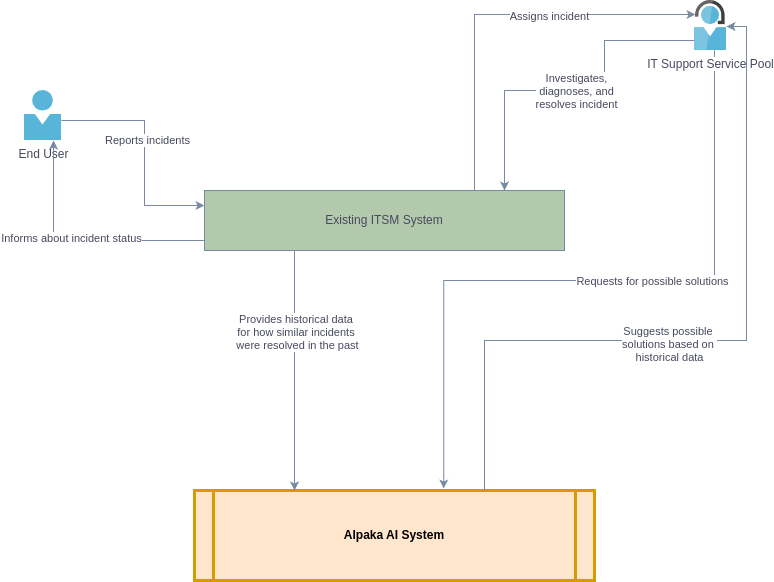 Assigns incident
IT Support Service Pool
Investigates,
diagnoses, and
resolves incident
Reports incidents
End User
Existing ITSM System
Informs about incident status
Requests for possible solutions
Provides historical data
for how similar incidents
were resolved in the past
Suggests possible
solutions based on
historical data
Alpaka AI System